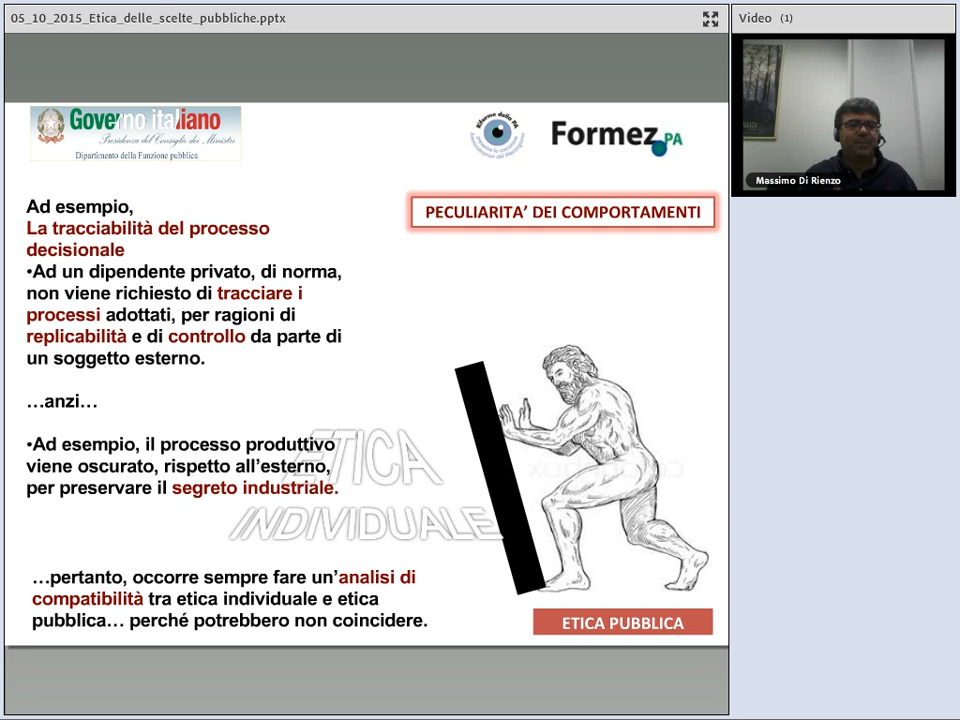 05_10_2015_Etica_delle_scelte_pubbliche.pptx
Video (1)
Massimo Di Rienzo
Governo italiano
Presidenza del Consiglio dei Ministri
Dipartimento della Funzione pubblica
Formez PA
PECULIARITA’ DEI COMPORTAMENTI
Ad esempio,
La tracciabilità del processo
decisionale
•Ad un dipendente privato, di norma,
non viene richiesto di tracciare i
processi adottati, per ragioni di
replicabilità e di controllo da parte di
un soggetto esterno.
…anzi…
•Ad esempio, il processo produttivo
viene oscurato, rispetto all’esterno,
per preservare il segreto industriale.
ETICA
INDIVIDUALE
…pertanto, occorre sempre fare un’analisi di
compatibilità tra etica individuale e etica
pubblica… perché potrebbero non coincidere.
ETICA PUBBLICA